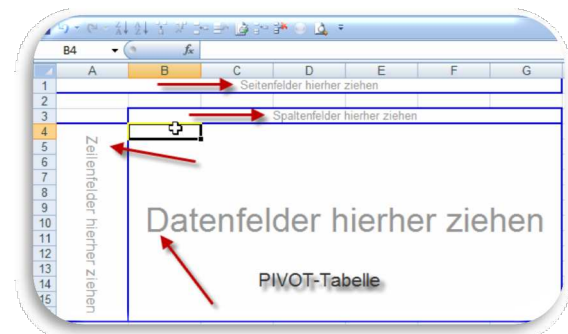 B4 fx
A B C D E F G
1 Seitenfelder hierher ziehen
2
3 Spaltenfelder hierher ziehen
4
5
6
7
8
9
10
11
12
13
14
15
Zeilenfelder hierher ziehen
Datenfelder hierher ziehen
PIVOT-Tabelle